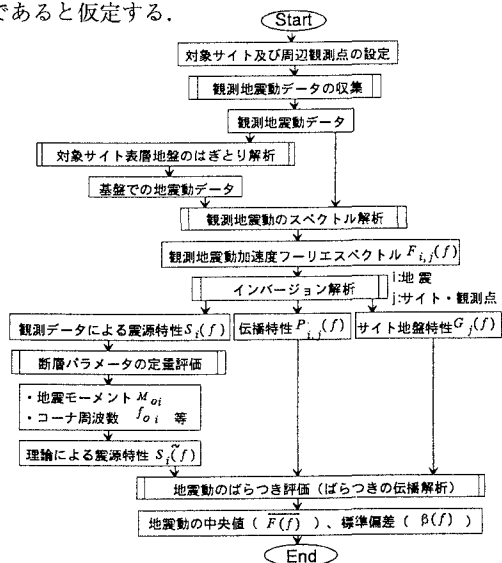 であると仮定する.
Start
対象サイト及び周辺観測点の設定
観測地震動データの収集
観測地震動データ
対象サイト表層地盤のはぎとり解析
基盤での地震動データ
観測地震動のスペクトル解析
観測地震動加速度フーリエスペクトル F_{i,j}(f)
インバージョン解析
i:地震
j:サイト・観測点
観測データによる震源特性S_i(f)
伝播特性P_{i,j}(f)
サイト地盤特性G_j(f)
断層パラメータの定量評価
・地震モーメント M_{oi}
・コーナ周波数 f_{oi} 等
理論による震源特性 S̃_i(f)
地震動のばらつき評価(ばらつきの伝播解析)
地震動の中央値( \overline{F(f)} )、標準偏差( β(f) )
End